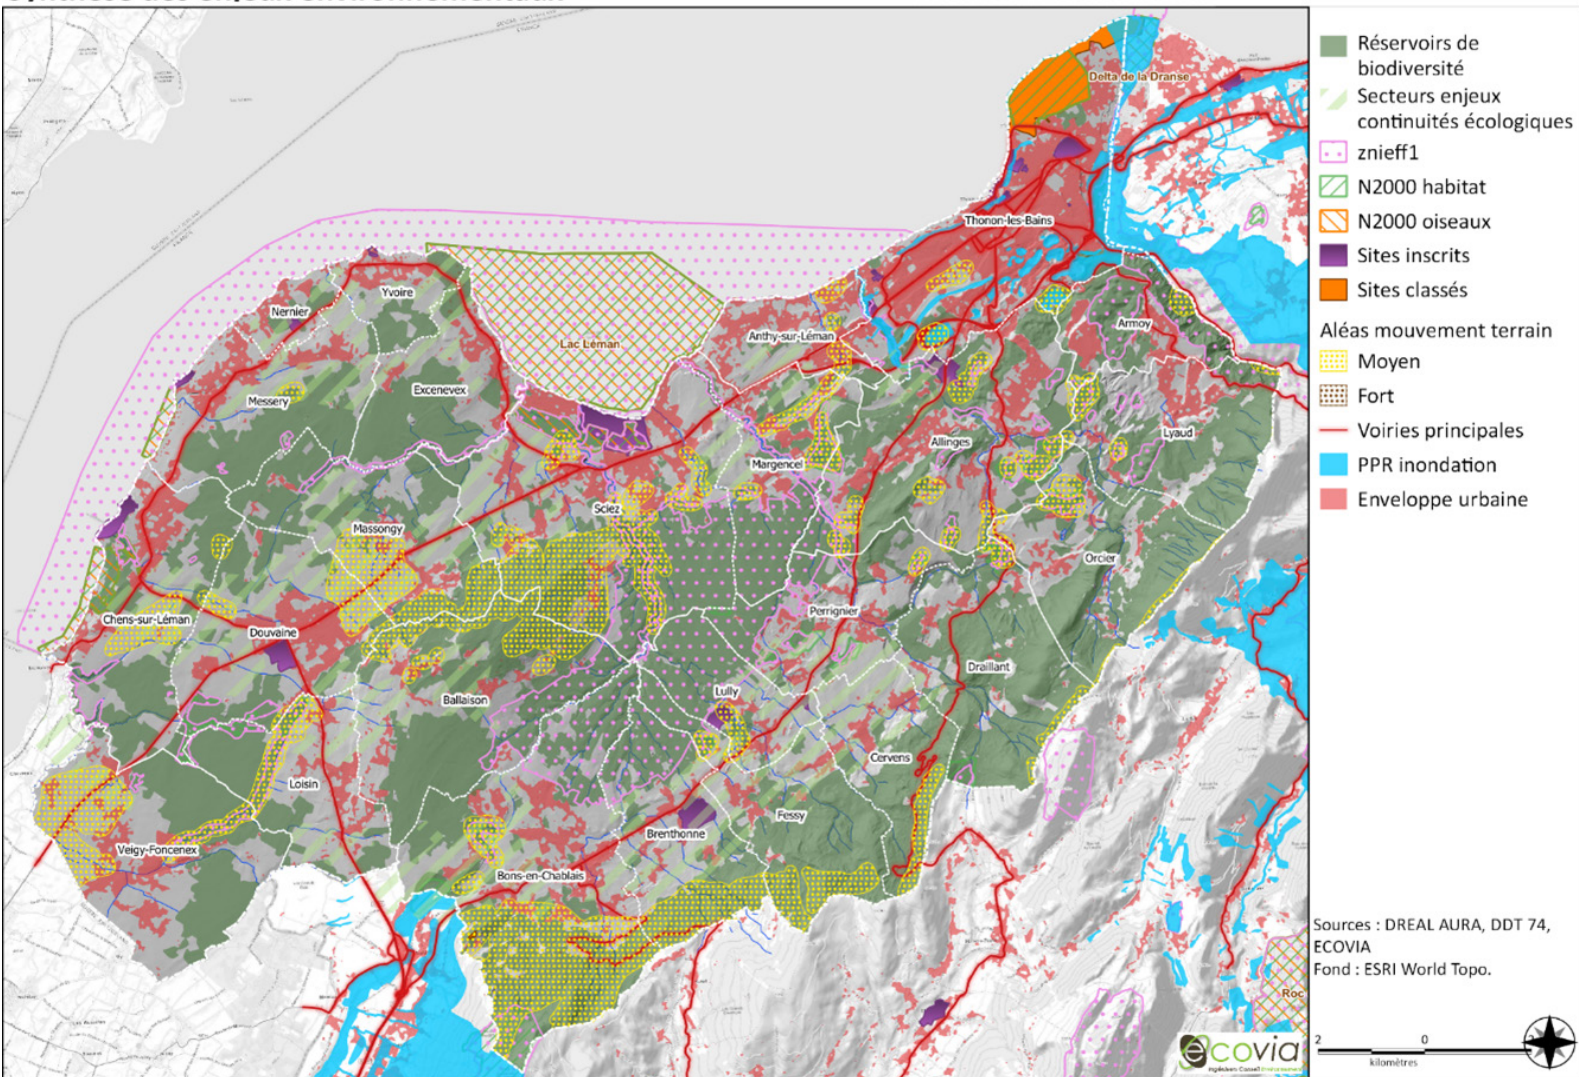 Delta de la Dranse
Thonon-les-Bains
Yvoire
Nernier
Anthy-sur-Léman
Armoy
Lac Léman
Excenevex
Messery
Lyaud
Allinges
Margencel
Sciez
Massongy
Orcier
Perrignier
Chens-sur-Léman
Douvaine
Draillant
Lully
Ballaison
Cervens
Loisin
Fessy
Brenthonne
Veigy-Foncenex
Bons-en-Chablais
Roc
Réservoirs de
biodiversité
Secteurs enjeux
continuités écologiques
znieff1
N2000 habitat
N2000 oiseaux
Sites inscrits
Sites classés
Aléas mouvement terrain
Moyen
Fort
Voiries principales
PPR inondation
Enveloppe urbaine
Sources : DREAL AURA, DDT 74,
ECOVIA
Fond : ESRI World Topo.
2 0
kilomètres
ecovia